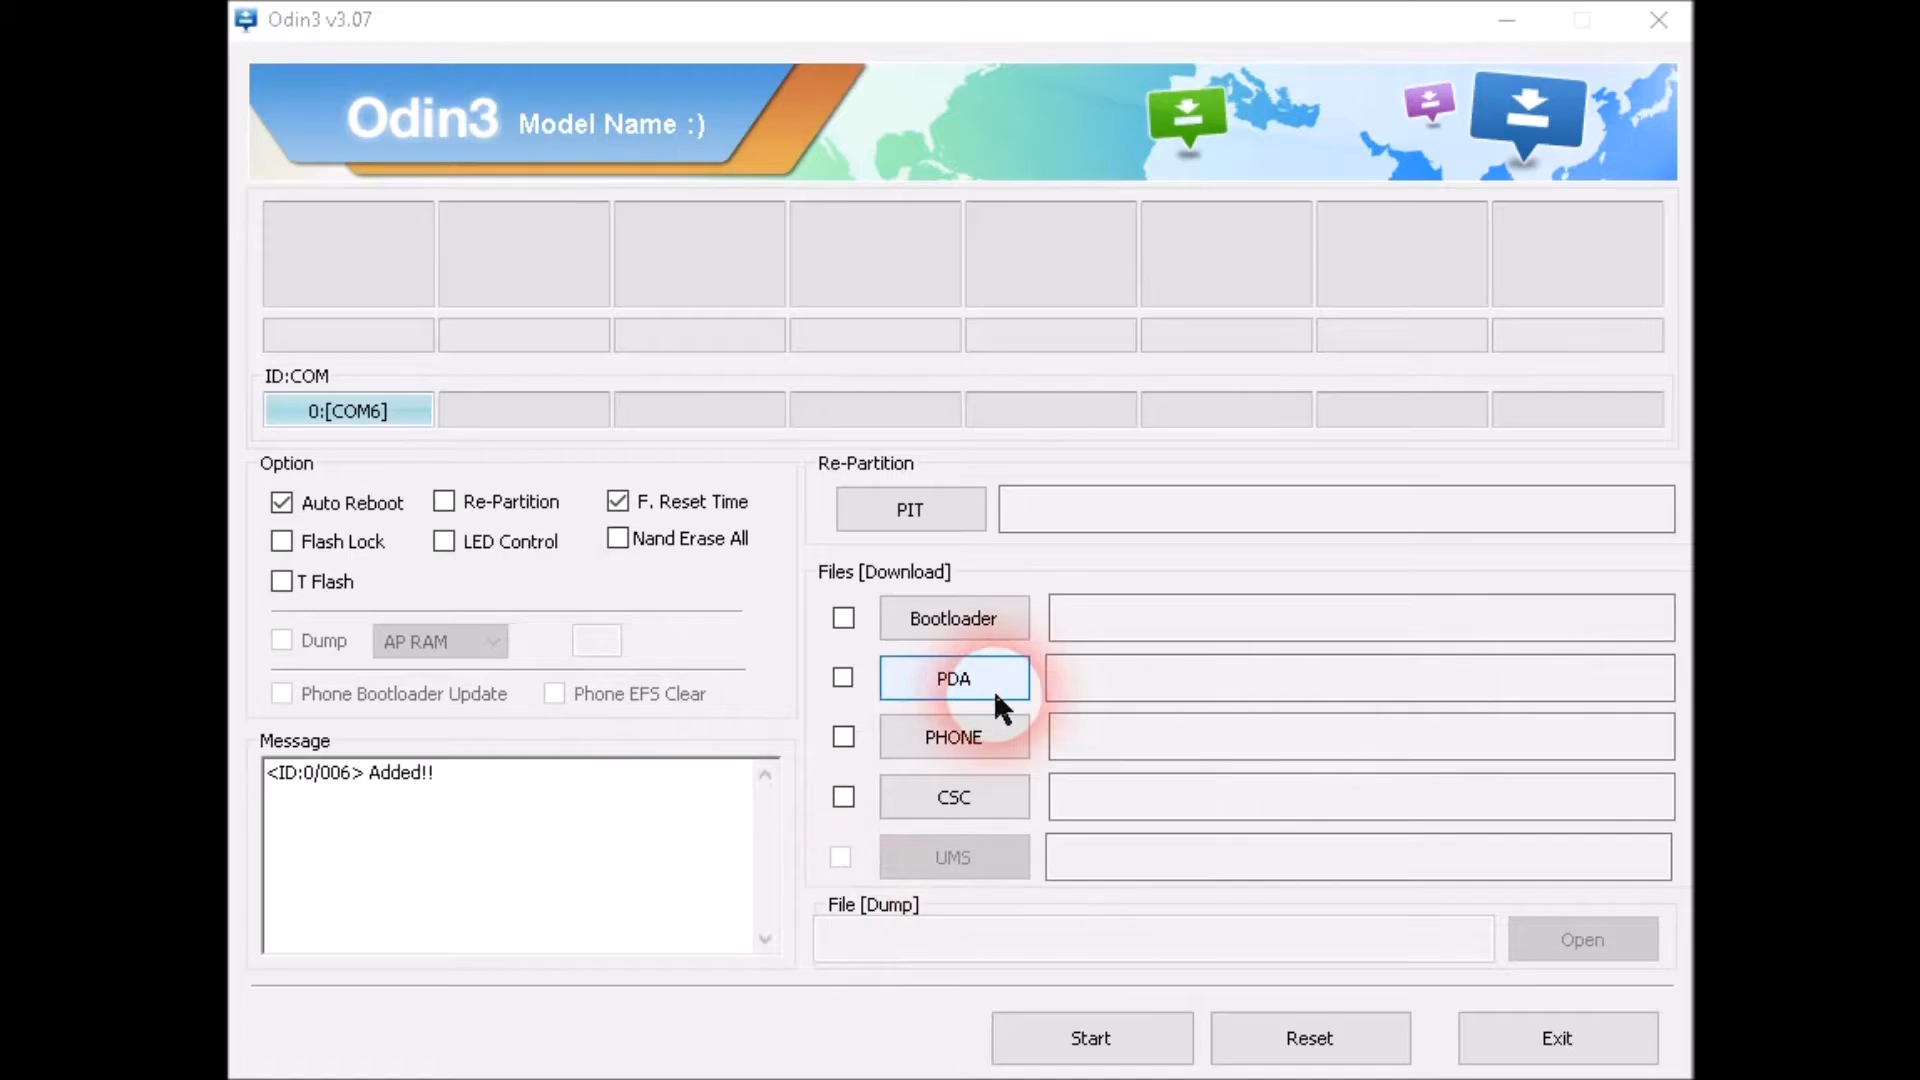 Odin3 v3.07
Odin3 Model Name :)
ID:COM
0:[COM6]
Option
Auto Reboot Re-Partition F. Reset Time
Flash Lock LED Control Nand Erase All
T Flash
Dump AP RAM
Phone Bootloader Update Phone EFS Clear
Message
<ID:0/006> Added!!
Re-Partition
PIT
Files [Download]
Bootloader
PDA
PHONE
CSC
UMS
File [Dump]
Open
Start Reset Exit